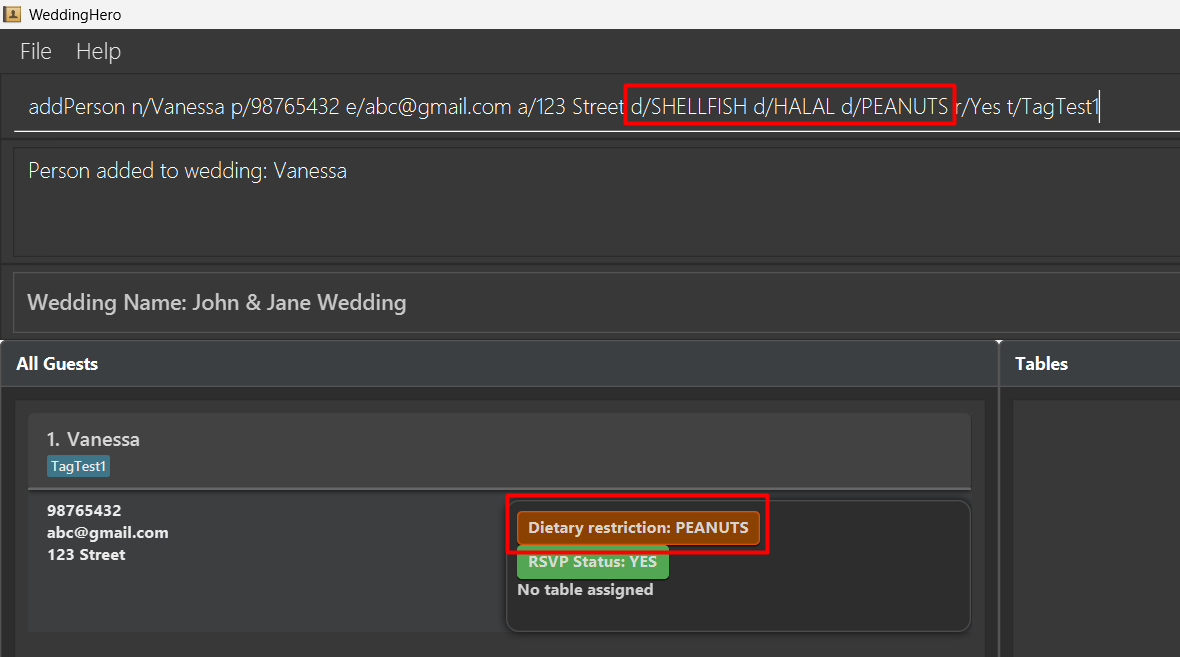 WeddingHero
File Help
addPerson n/Vanessa p/98765432 e/abc@gmail.com a/123 Street d/SHELLFISH d/HALAL d/PEANUTS r/Yes t/TagTest1
Person added to wedding: Vanessa
Wedding Name: John & Jane Wedding
All Guests
Tables
1. Vanessa
TagTest1
98765432
abc@gmail.com
123 Street
Dietary restriction: PEANUTS
RSVP Status: YES
No table assigned